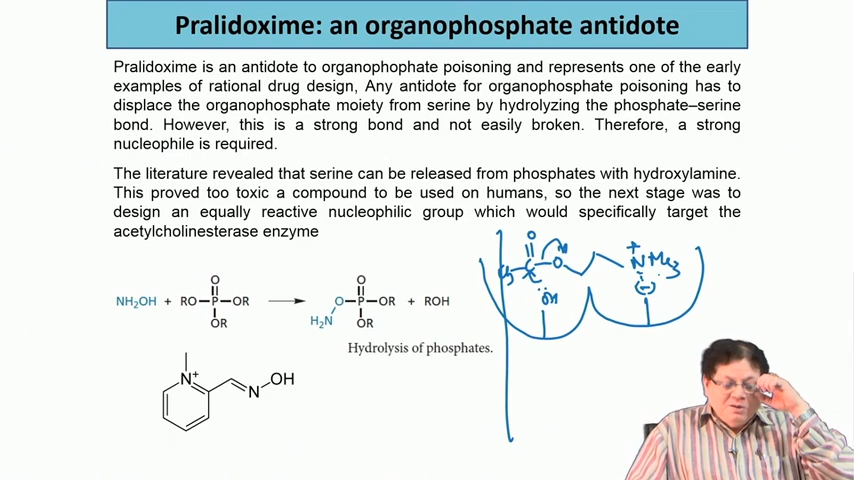 Pralidoxime: an organophosphate antidote
Pralidoxime is an antidote to organophophate poisoning and represents one of the early
examples of rational drug design, Any antidote for organophosphate poisoning has to
displace the organophosphate moiety from serine by hydrolyzing the phosphate–serine
bond. However, this is a strong bond and not easily broken. Therefore, a strong
nucleophile is required.
The literature revealed that serine can be released from phosphates with hydroxylamine.
This proved too toxic a compound to be used on humans, so the next stage was to
design an equally reactive nucleophilic group which would specifically target the
acetylcholinesterase enzyme
O
C O
+
N Me3
(-)
OH
O
NH2OH + RO P OR
OR
O
O P OR + ROH
H2N OR
Hydrolysis of phosphates.
N+
OH
N